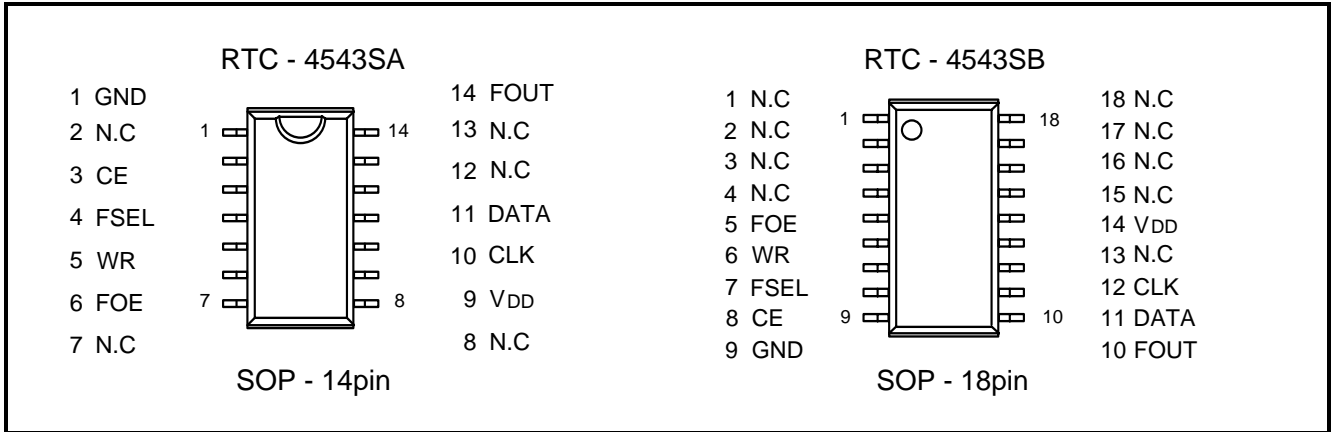 RTC - 4543SA
1 GND
2 N.C
3 CE
4 FSEL
5 WR
6 FOE
7 N.C
1
7
14
8
14 FOUT
13 N.C
12 N.C
11 DATA
10 CLK
9 VDD
8 N.C
SOP - 14pin
RTC - 4543SB
1 N.C
2 N.C
3 N.C
4 N.C
5 FOE
6 WR
7 FSEL
8 CE
9 GND
1
9
18
10
18 N.C
17 N.C
16 N.C
15 N.C
14 VDD
13 N.C
12 CLK
11 DATA
10 FOUT
SOP - 18pin